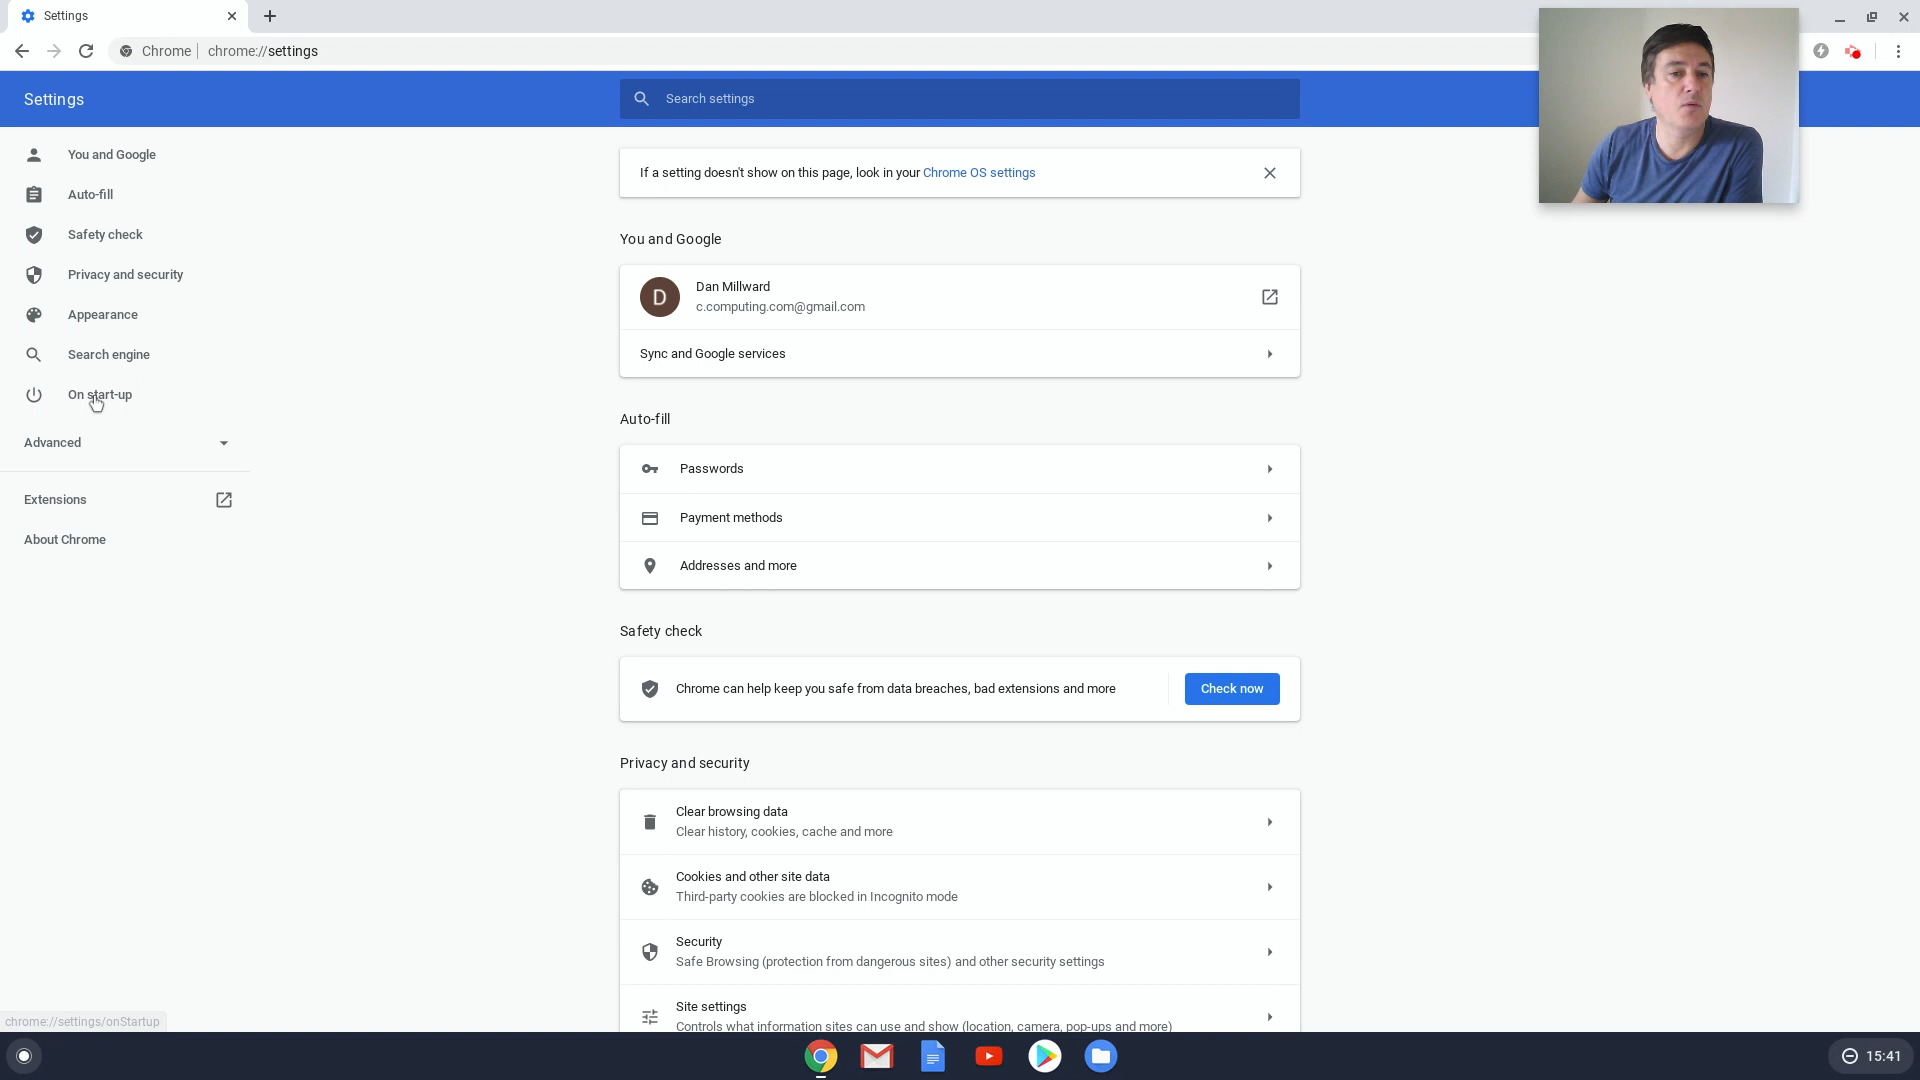 Settings
Chrome
chrome://settings
Settings
Search settings
You and Google
Auto-fill
Safety check
Privacy and security
Appearance
Search engine
On start-up
Advanced
Extensions
About Chrome
If a setting doesn't show on this page, look in your Chrome OS settings
You and Google
D
Dan Millward
c.computing.com@gmail.com
Sync and Google services
Auto-fill
Passwords
Payment methods
Addresses and more
Safety check
Chrome can help keep you safe from data breaches, bad extensions and more
Check now
Privacy and security
Clear browsing data
Clear history, cookies, cache and more
Cookies and other site data
Third-party cookies are blocked in Incognito mode
Security
Safe Browsing (protection from dangerous sites) and other security settings
Site settings
Controls what information sites can use and show (location, camera, pop-ups and more)
chrome://settings/onStartup
15:41